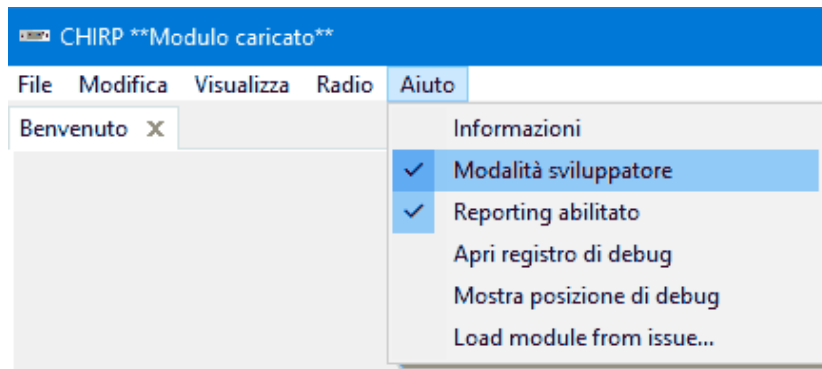 CHIRP **Modulo caricato**
File Modifica Visualizza Radio Aiuto
Benvenuto X
Informazioni
Modalità sviluppatore
Reporting abilitato
Apri registro di debug
Mostra posizione di debug
Load module from issue...